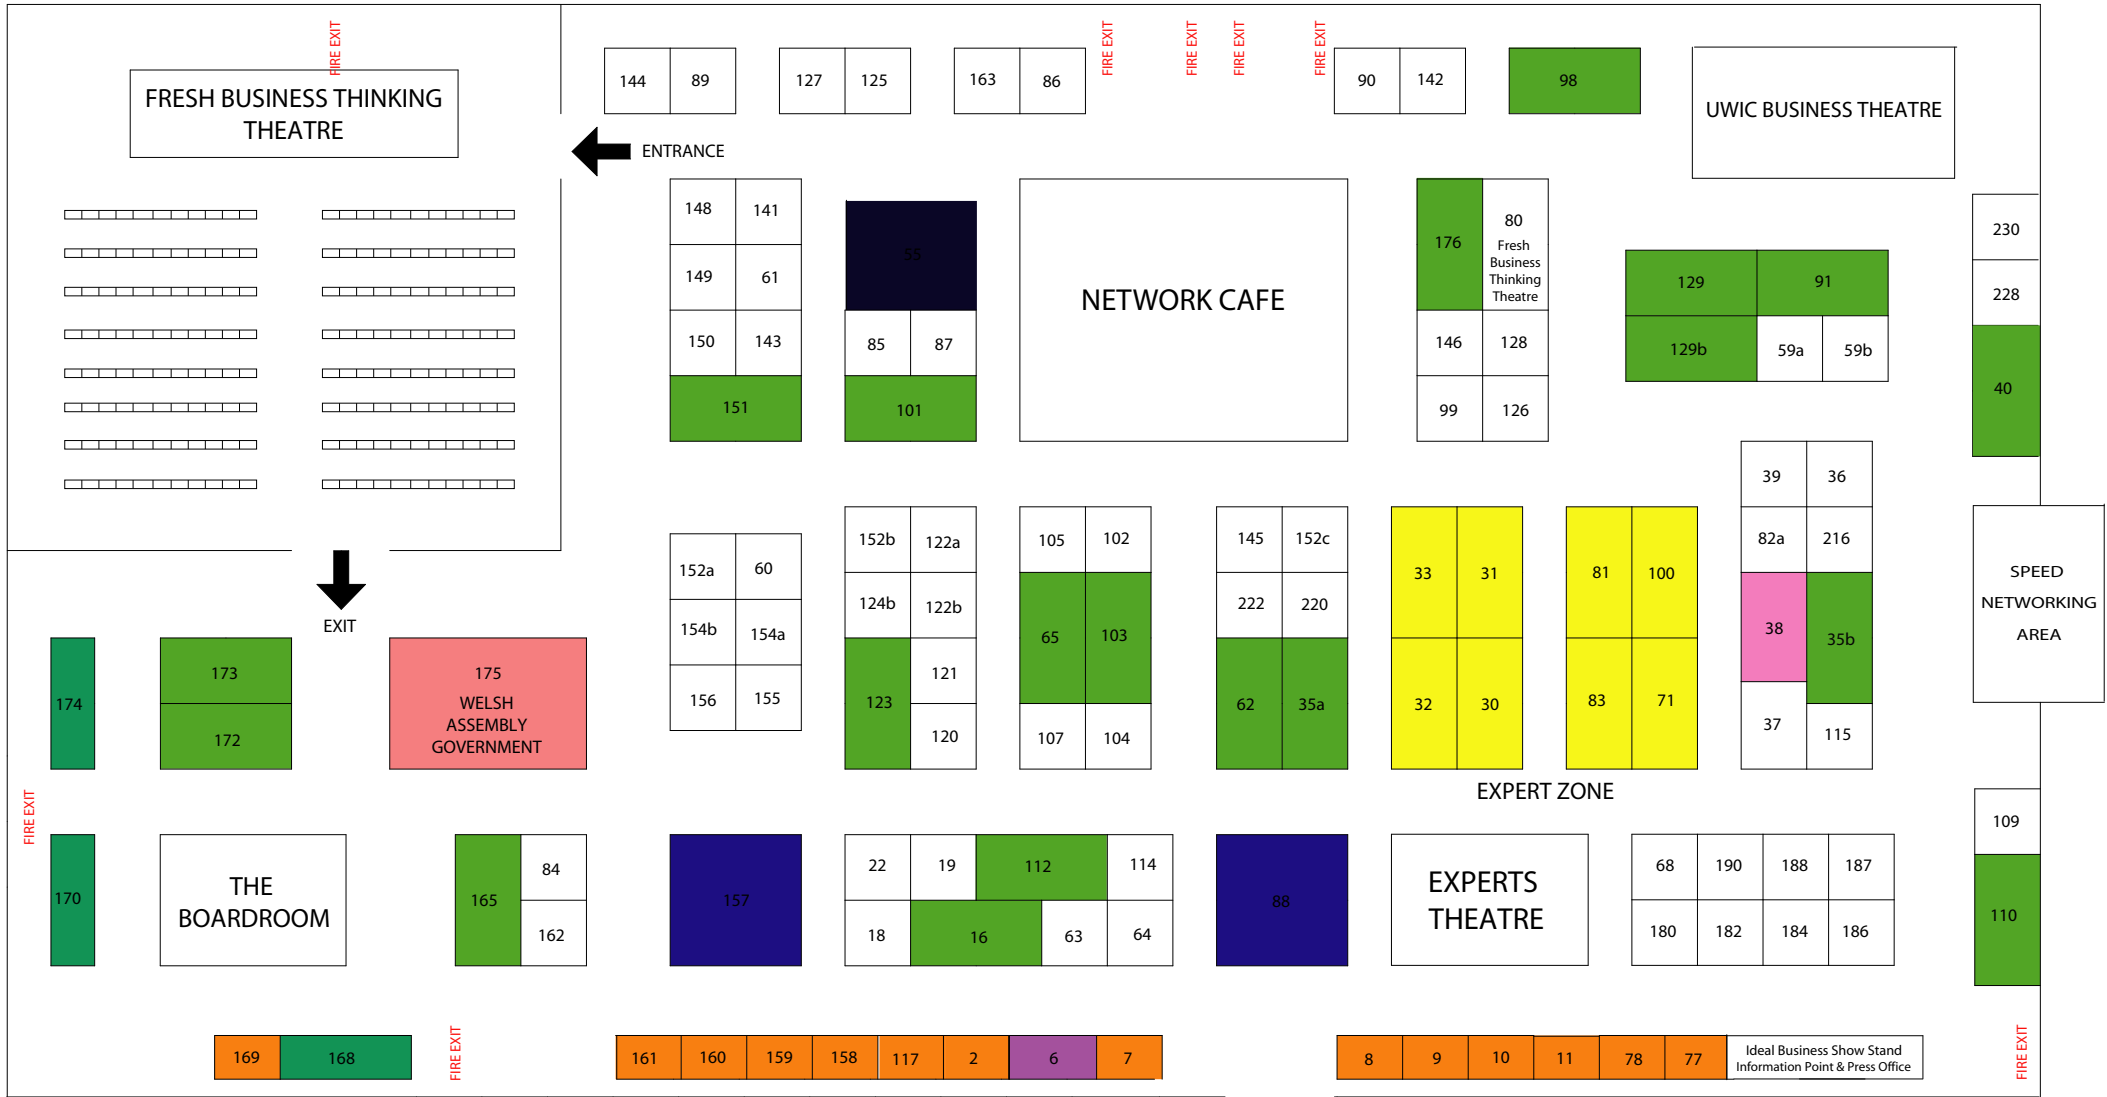 FIRE EXIT
FIRE EXIT
FIRE EXIT
FIRE EXIT
FIRE EXIT
FRESH BUSINESS THINKING
THEATRE
144 89
127 125
163 86
90 142
98
UWIC BUSINESS THEATRE
ENTRANCE
148 141
149 61
150 143
151
55
85 87
101
NETWORK CAFE
176
80
Fresh
Business
Thinking
Theatre
146 128
99 126
129 91
129b 59a 59b
230
228
40
39 36
82a 216
38 35b
37 115
SPEED
NETWORKING
AREA
EXIT
152a 60
154b 154a
156 155
152b 122a
124b 122b
123 121
120
105 102
65 103
107 104
145 152c
222 220
62 35a
33 31
32 30
81 100
83 71
EXPERT ZONE
174
173
172
175
WELSH
ASSEMBLY
GOVERNMENT
FIRE EXIT
170
THE
BOARDROOM
165 84
162
157
22 19 112 114
18 16 63 64
88
EXPERTS
THEATRE
68 190 188 187
180 182 184 186
109
110
169 168
FIRE EXIT
161 160 159 158 117 2 6 7
8 9 10 11 78 77
Ideal Business Show Stand
Information Point & Press Office
FIRE EXIT